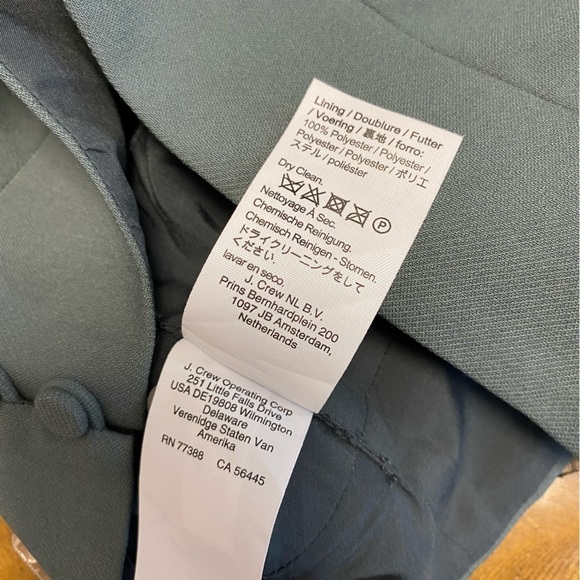 Lining / Doublure / Futter
/ Voering / 裏地 / forro:
100% Polyester / Polyester /
Polyester / Polyester / ポリエ
ステル / poliéster
Dry Clean.
P
Nettoyage À Sec.
Chemische Reinigung.
Chemisch Reinigen - Stomen.
ドライクリーニングをして
ください.
lavar en seco.
J. Crew NL B.V.
Prins Bernhardplein 200
1097 JB Amsterdam,
Netherlands
J. Crew Operating Corp
251 Little Falls Drive
USA DE19808 Wilmington
Delaware
Verenidge Staten Van
Amerika
RN 77388 CA 56445